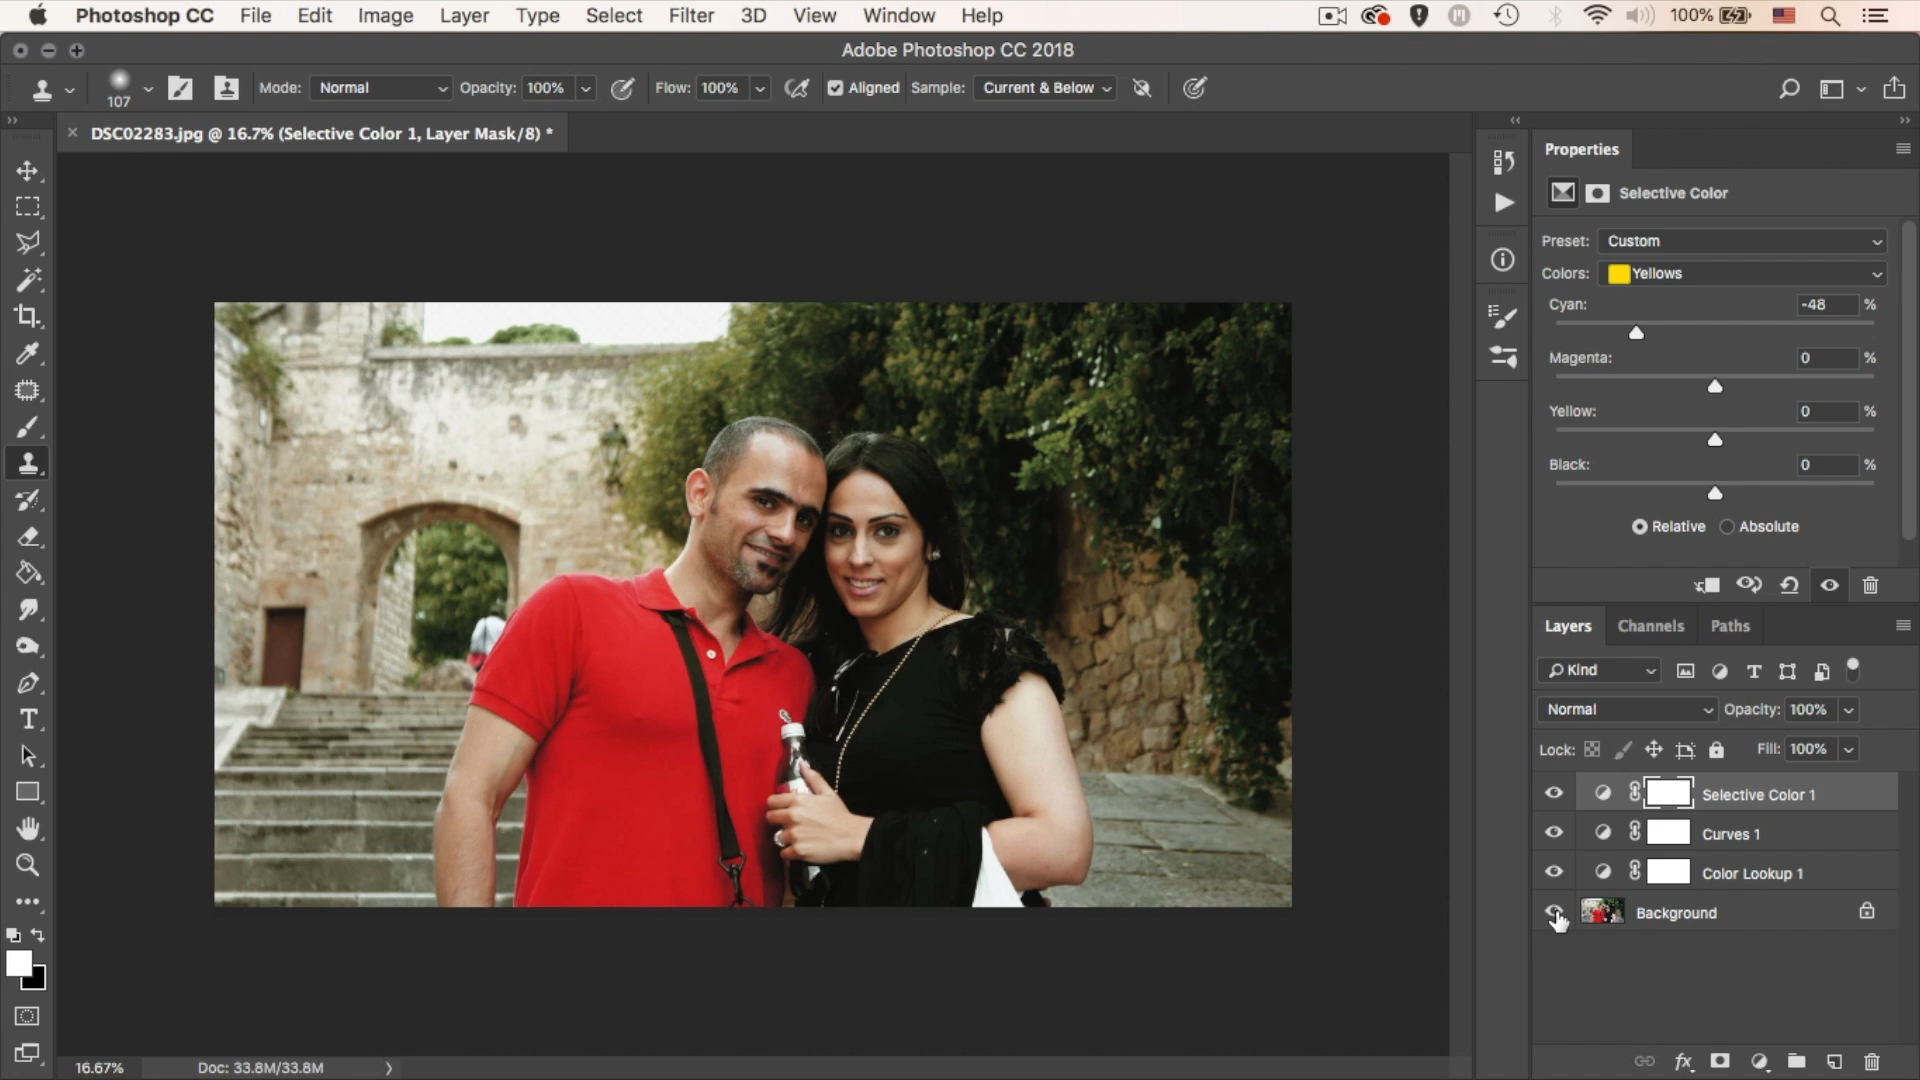 Photoshop CC File Edit Image Layer Type Select Filter 3D View Window Help 100%
Adobe Photoshop CC 2018
107 Mode: Normal Opacity: 100% Flow: 100% Aligned Sample: Current & Below
DSC02283.jpg @ 16.7% (Selective Color 1, Layer Mask/8) *
Properties
Selective Color
Preset: Custom
Colors: Yellows
Cyan: -48 %
Magenta: 0 %
Yellow: 0 %
Black: 0 %
Relative Absolute
Layers Channels Paths
Kind
Normal Opacity: 100%
Lock: Fill: 100%
Selective Color 1
Curves 1
Color Lookup 1
Background
16.67% Doc: 33.8M/33.8M